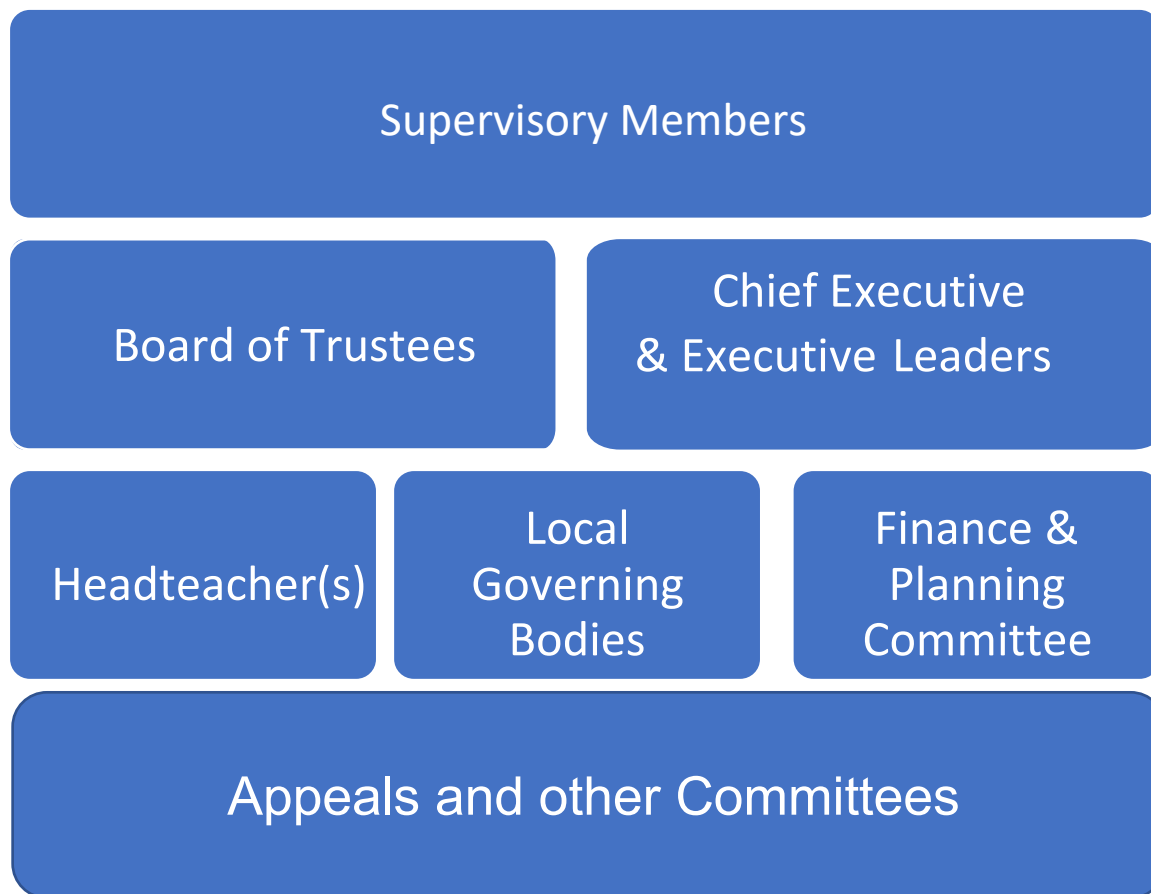 Supervisory Members
Board of Trustees
Chief Executive
& Executive Leaders
Headteacher(s)
Local
Governing
Bodies
Finance &
Planning
Committee
Appeals and other Committees